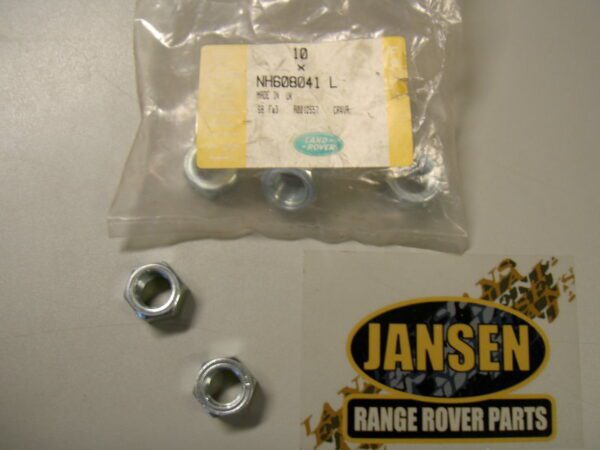 10
×
NH608041 L
MADE IN UK
LAND
ROVER
JANSEN
RANGE ROVER PARTS